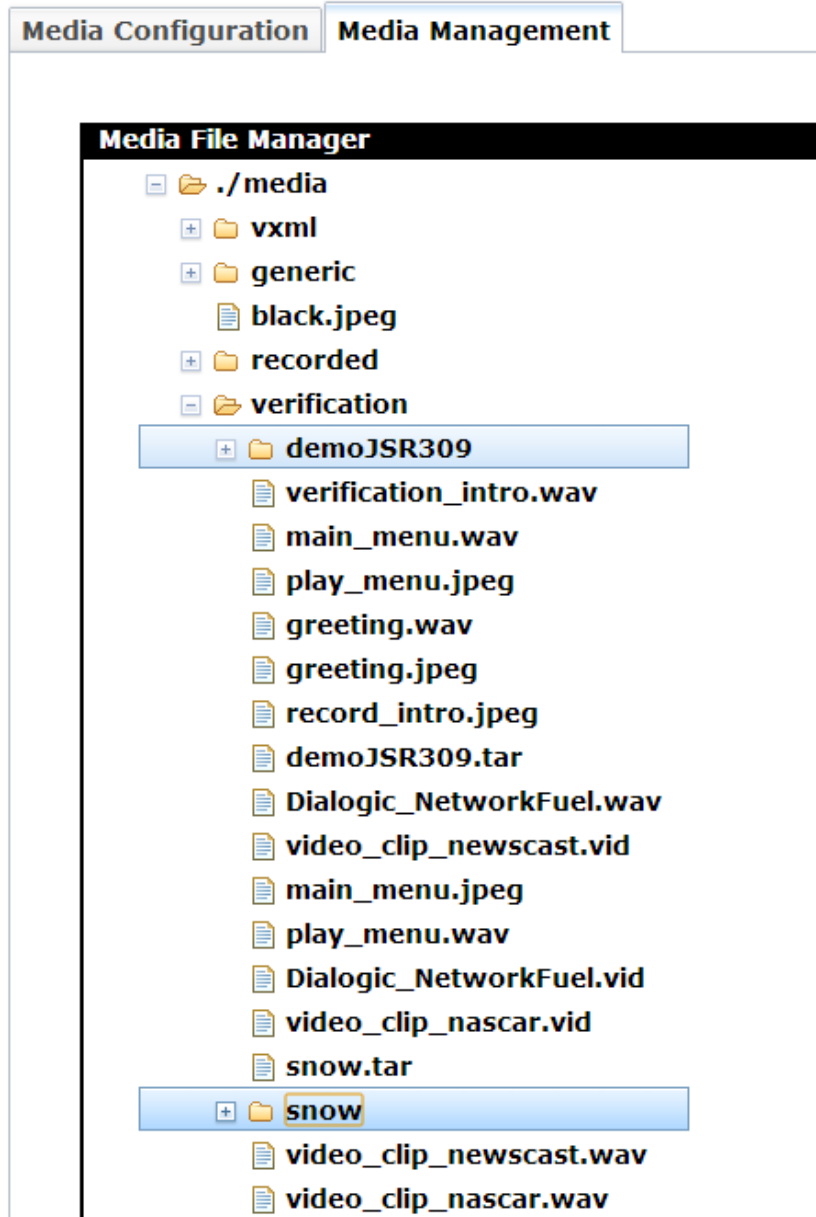 Media Configuration Media Management
Media File Manager
./media
vxml
generic
black.jpeg
recorded
verification
demoJSR309
verification_intro.wav
main_menu.wav
play_menu.jpeg
greeting.wav
greeting.jpeg
record_intro.jpeg
demoJSR309.tar
Dialogic_NetworkFuel.wav
video_clip_newscast.vid
main_menu.jpeg
play_menu.wav
Dialogic_NetworkFuel.vid
video_clip_nascar.vid
snow.tar
snow
video_clip_newscast.wav
video_clip_nascar.wav